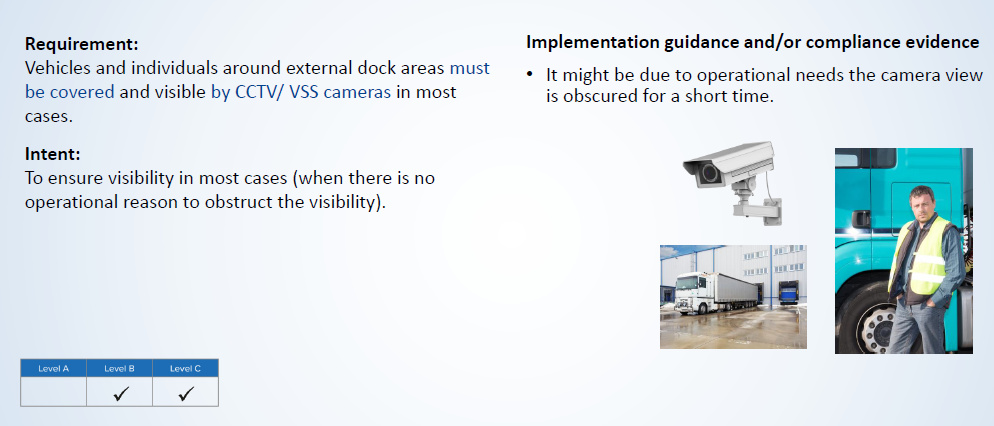 Requirement:
Vehicles and individuals around external dock areas must
be covered and visible by CCTV/ VSS cameras in most
cases.
Intent:
To ensure visibility in most cases (when there is no
operational reason to obstruct the visibility).
Implementation guidance and/or compliance evidence
• It might be due to operational needs the camera view
is obscured for a short time.
Level A Level B Level C
✓ ✓